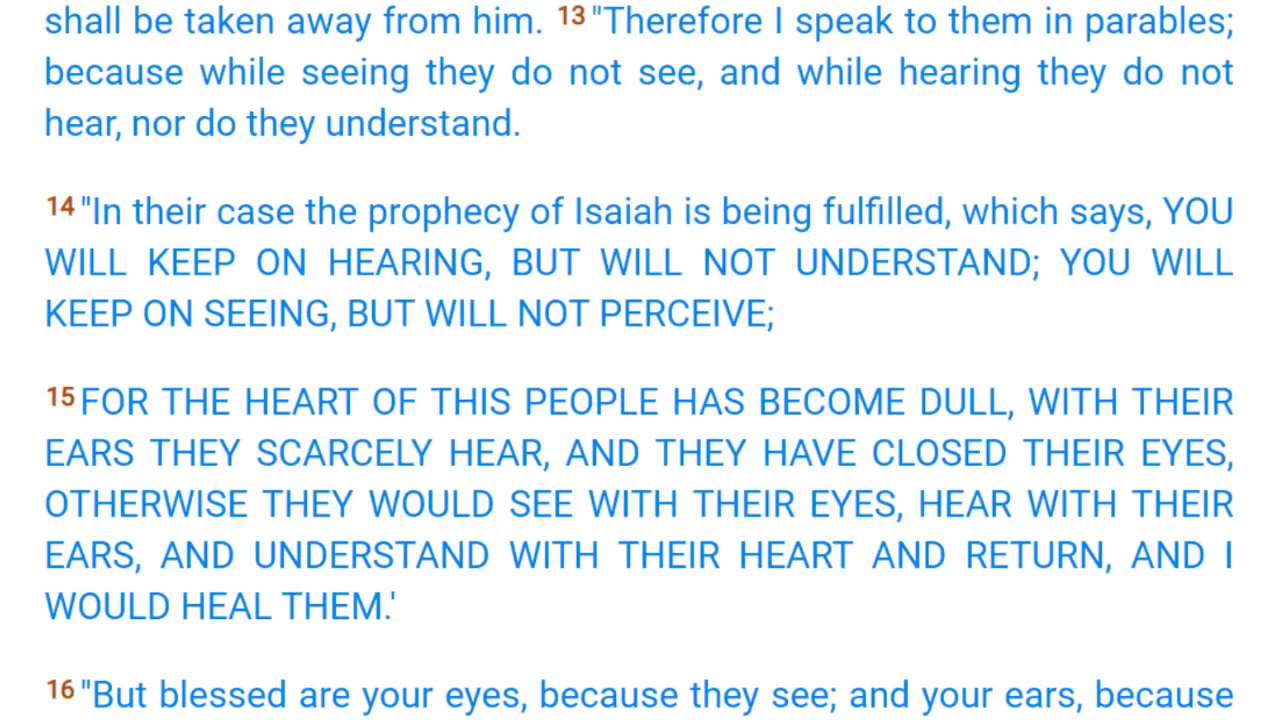 shall be taken away from him. 13 "Therefore I speak to them in parables;
because while seeing they do not see, and while hearing they do not
hear, nor do they understand.
14 "In their case the prophecy of Isaiah is being fulfilled, which says, YOU
WILL KEEP ON HEARING, BUT WILL NOT UNDERSTAND; YOU WILL
KEEP ON SEEING, BUT WILL NOT PERCEIVE;
15 FOR THE HEART OF THIS PEOPLE HAS BECOME DULL, WITH THEIR
EARS THEY SCARCELY HEAR, AND THEY HAVE CLOSED THEIR EYES,
OTHERWISE THEY WOULD SEE WITH THEIR EYES, HEAR WITH THEIR
EARS, AND UNDERSTAND WITH THEIR HEART AND RETURN, AND I
WOULD HEAL THEM.'
16 "But blessed are your eyes, because they see; and your ears, because